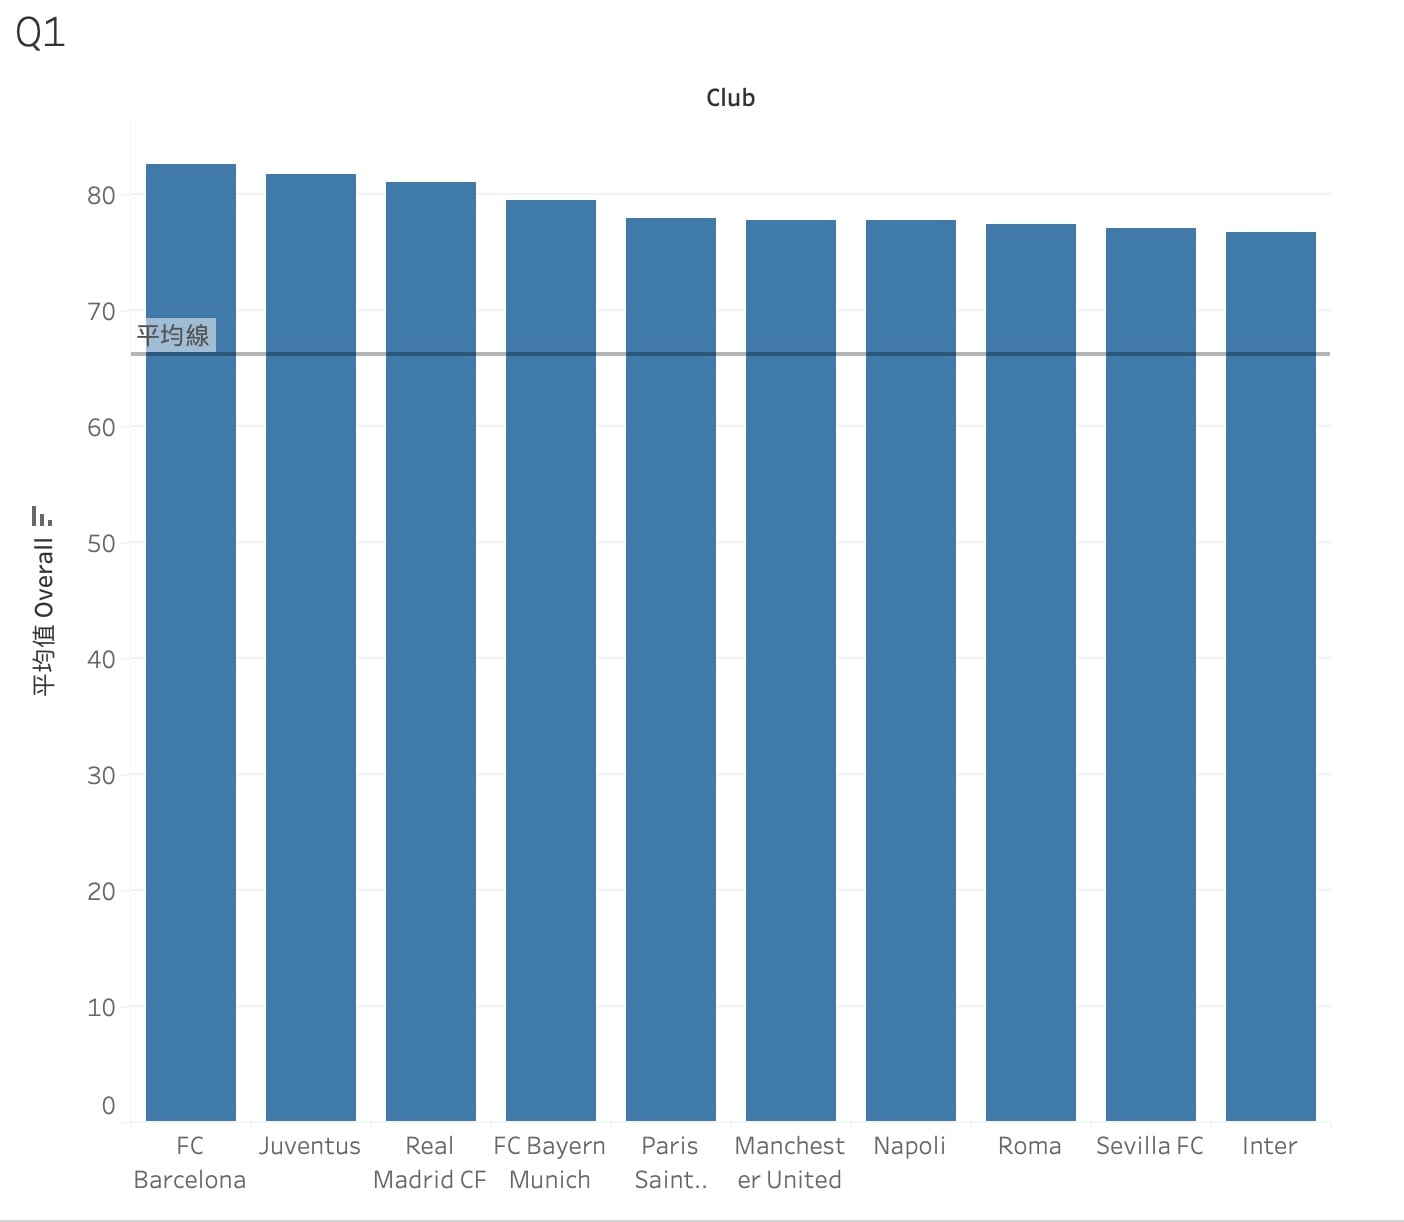 Q1
Club
80
70
平均線
60
50
40
30
20
10
0
平均值 Overall
FC
Barcelona
Juventus
Real
Madrid CF
FC Bayern
Munich
Paris
Saint..
Manchest
er United
Napoli
Roma
Sevilla FC
Inter